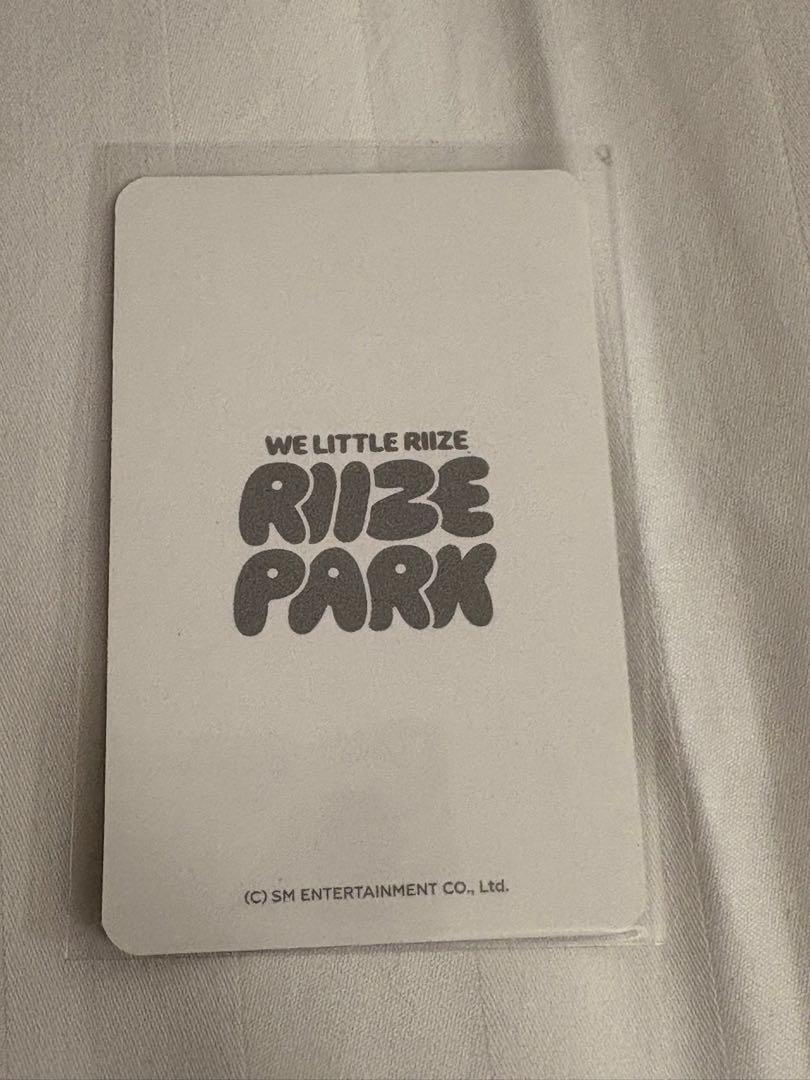 WE LITTLE RIIZE
RIIZE
PARK
(C) SM ENTERTAINMENT CO., Ltd.